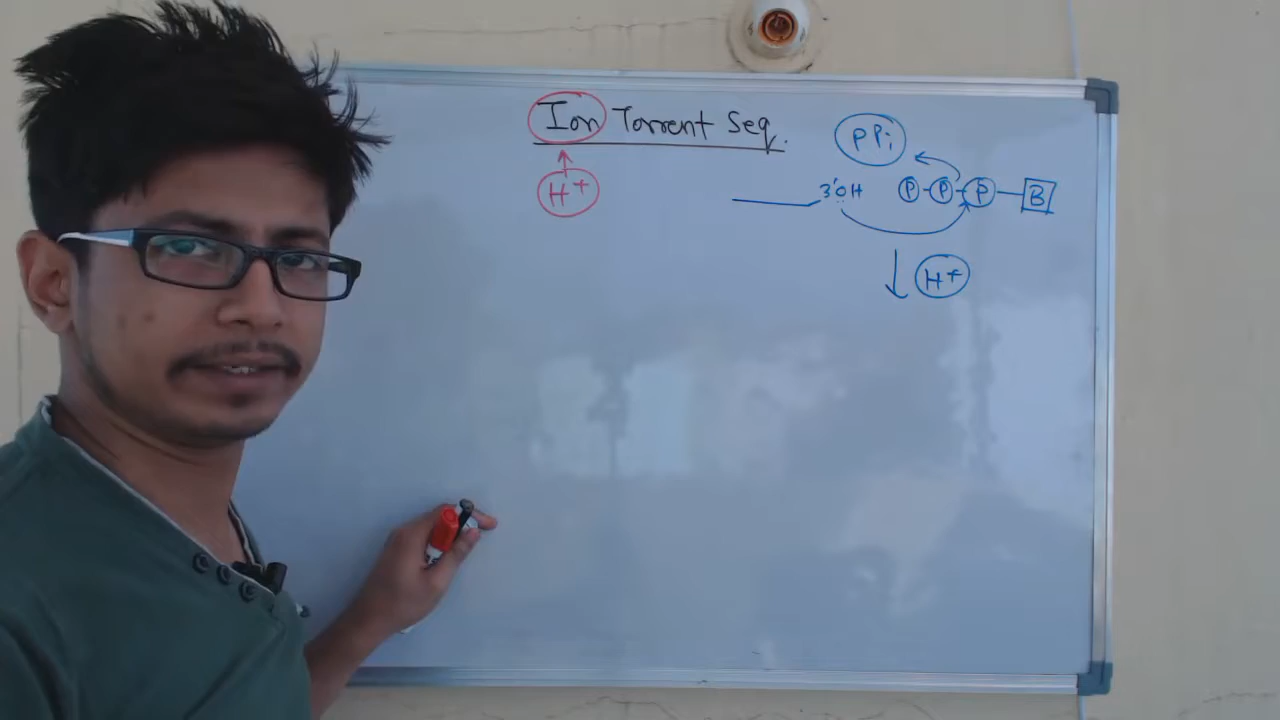 Ion Torrent Seq.
PPi
H+
3'OH P-P-P-B
H+